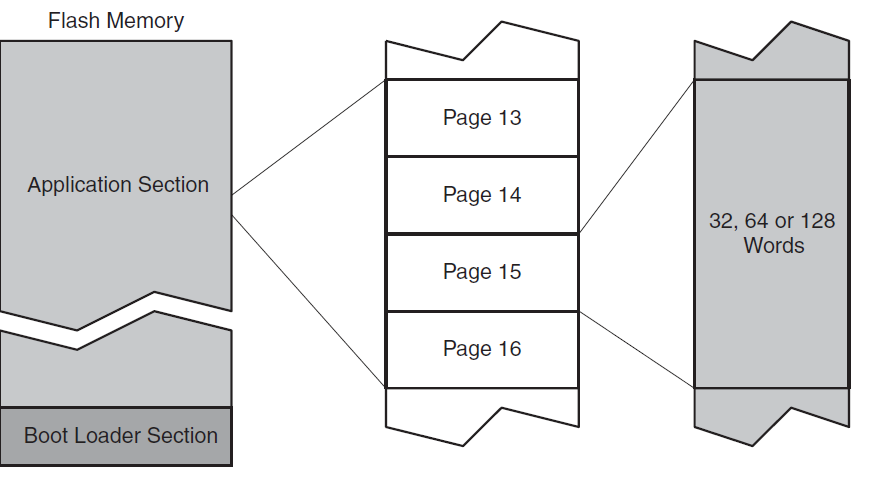 Flash Memory
Application Section
Boot Loader Section
Page 13
Page 14
Page 15
Page 16
32, 64 or 128
Words